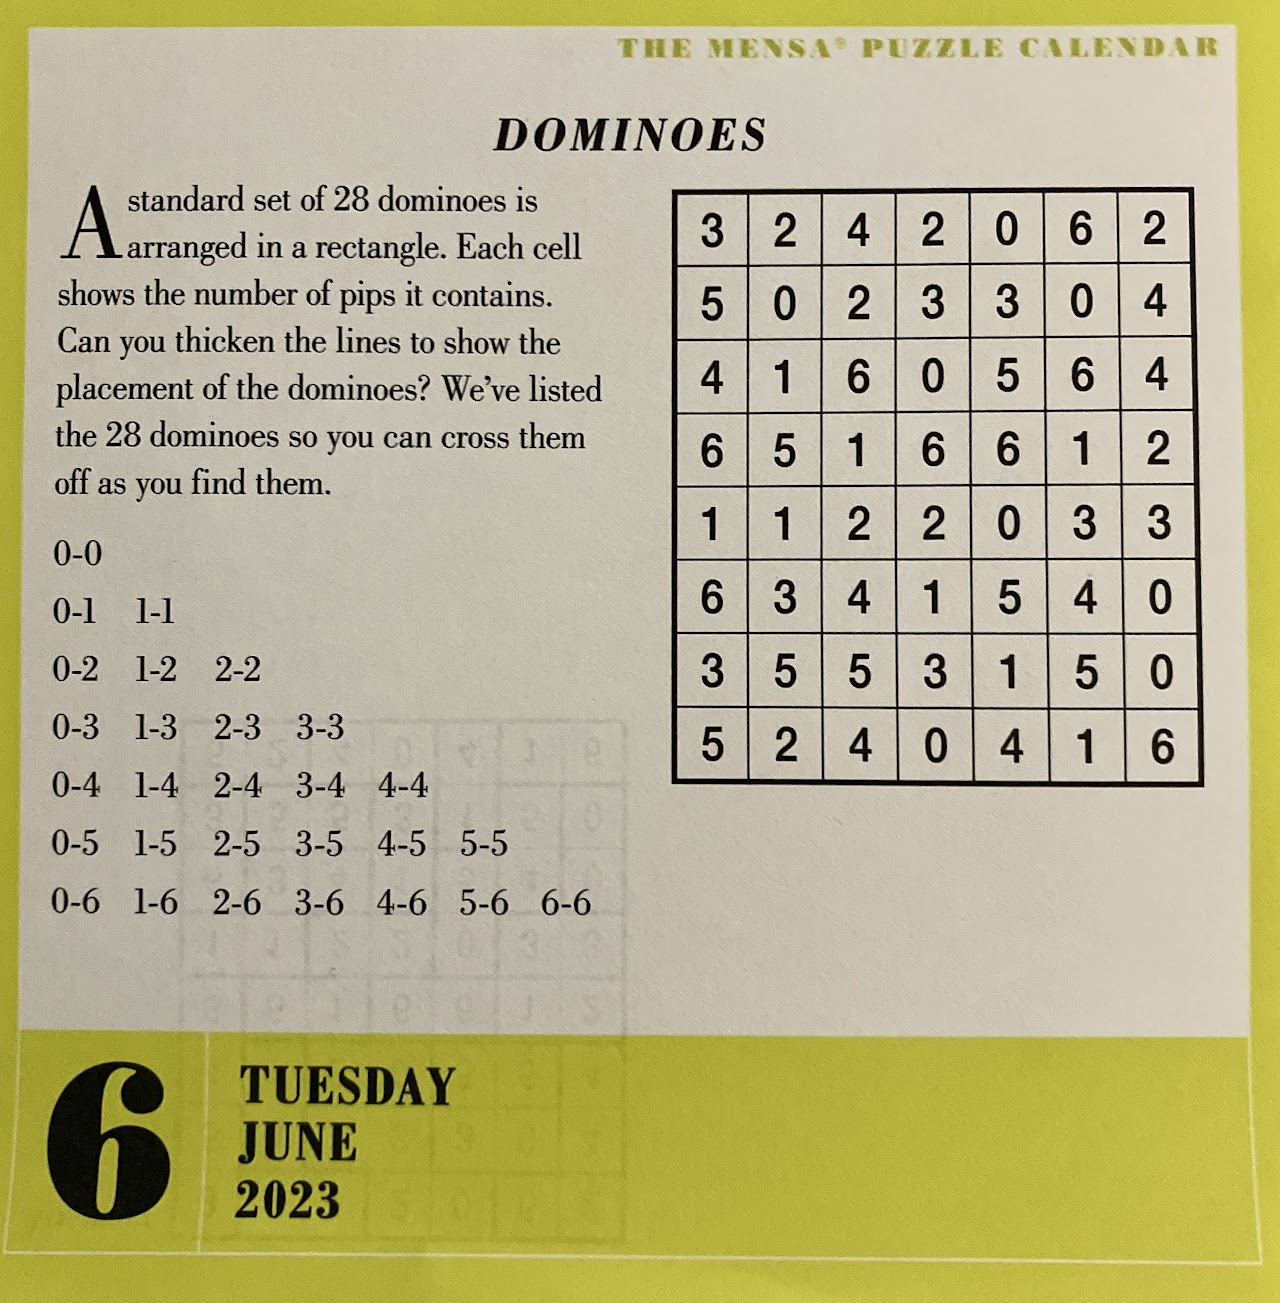 THE MENSA® PUZZLE CALENDAR
DOMINOES
A standard set of 28 dominoes is
arranged in a rectangle. Each cell
shows the number of pips it contains.
Can you thicken the lines to show the
placement of the dominoes? We've listed
the 28 dominoes so you can cross them
off as you find them.
0-0
0-1 1-1
0-2 1-2 2-2
0-3 1-3 2-3 3-3
0-4 1-4 2-4 3-4 4-4
0-5 1-5 2-5 3-5 4-5 5-5
0-6 1-6 2-6 3-6 4-6 5-6 6-6
3 2 4 2 0 6 2
5 0 2 3 3 0 4
4 1 6 0 5 6 4
6 5 1 6 6 1 2
1 1 2 2 0 3 3
6 3 4 1 5 4 0
3 5 5 3 1 5 0
5 2 4 0 4 1 6
6
TUESDAY
JUNE
2023